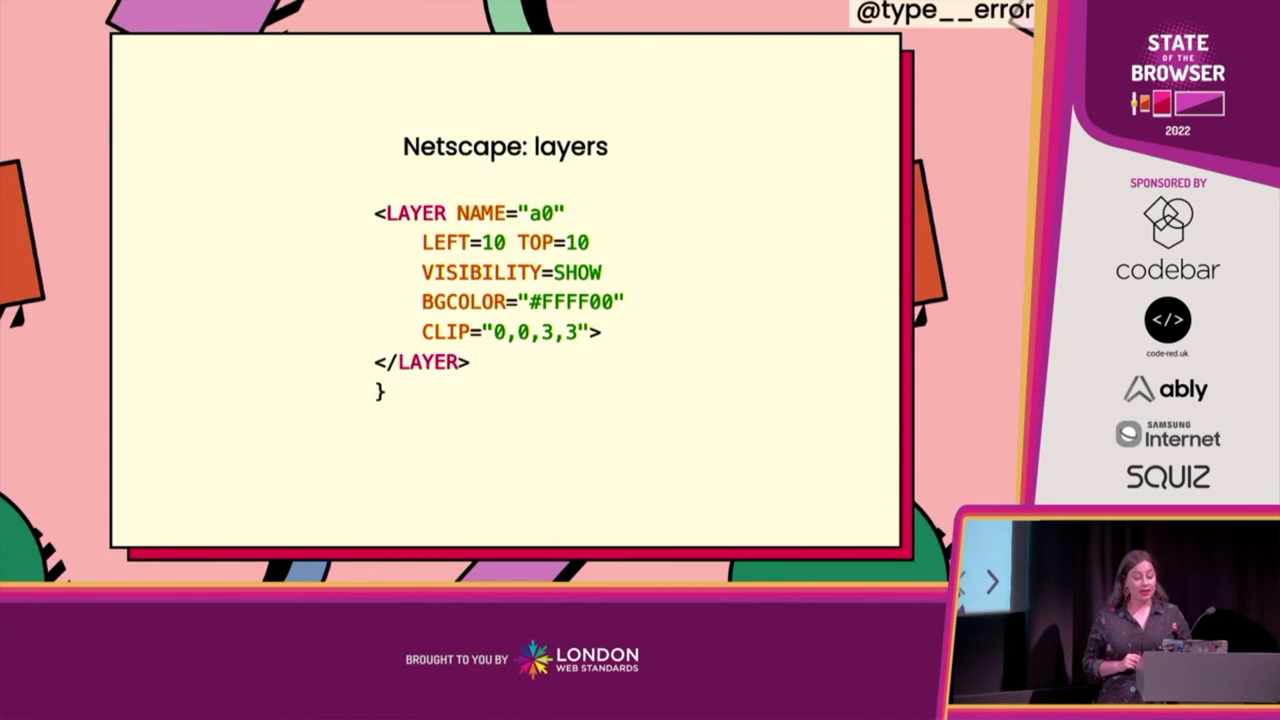 @type__error
Netscape: layers
<LAYER NAME="a0"
LEFT=10 TOP=10
VISIBILITY=SHOW
BGCOLOR="#FFFF00"
CLIP="0,0,3,3">
</LAYER>
}
STATE
OF THE
BROWSER
2022
SPONSORED BY
codebar
</>
code-red.uk
ably
SAMSUNG
Internet
SQUIZ
BROUGHT TO YOU BY
LONDON
WEB STANDARDS